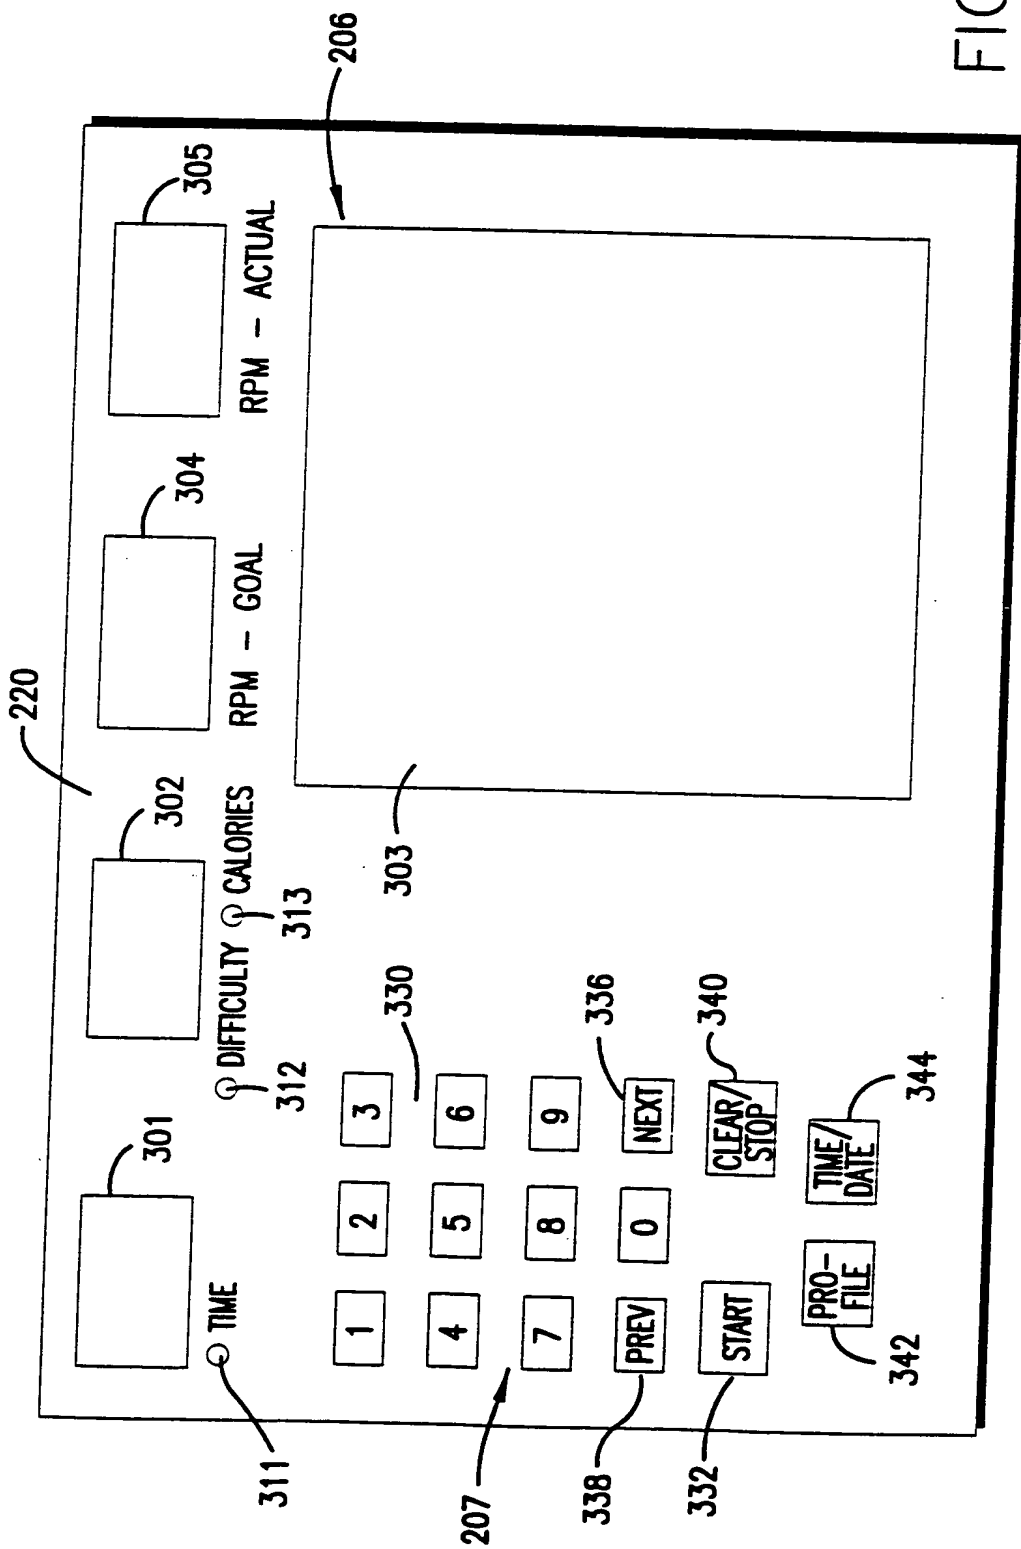 220
206
301
302
304
305
TIME
DIFFICULTY
CALORIES
RPM - GOAL
RPM - ACTUAL
311
312
313
303
1
2
3
330
4
5
6
7
8
9
207
PREV
0
NEXT
336
338
START
CLEAR/
STOP
340
332
PRO-
FILE
TIME/
DATE
342
344